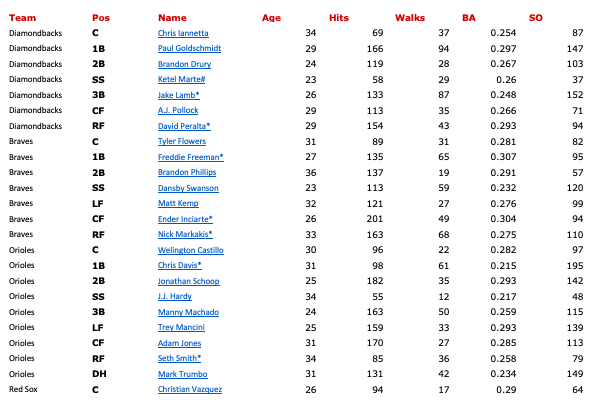 Team Pos Name Age Hits Walks BA SO
Diamondbacks C Chris Iannetta 34 69 37 0.254 87
Diamondbacks 1B Paul Goldschmidt 29 166 94 0.297 147
Diamondbacks 2B Brandon Drury 24 119 28 0.267 103
Diamondbacks SS Ketel Marte# 23 58 29 0.26 37
Diamondbacks 3B Jake Lamb* 26 133 87 0.248 152
Diamondbacks CF A.J. Pollock 29 113 35 0.266 71
Diamondbacks RF David Peralta* 29 154 43 0.293 94
Braves C Tyler Flowers 31 89 31 0.281 82
Braves 1B Freddie Freeman* 27 135 65 0.307 95
Braves 2B Brandon Phillips 36 137 19 0.291 57
Braves SS Dansby Swanson 23 113 59 0.232 120
Braves LF Matt Kemp 32 121 27 0.276 99
Braves CF Ender Inciarte* 26 201 49 0.304 94
Braves RF Nick Markakis* 33 163 68 0.275 110
Orioles C Welington Castillo 30 96 22 0.282 97
Orioles 1B Chris Davis* 31 98 61 0.215 195
Orioles 2B Jonathan Schoop 25 182 35 0.293 142
Orioles SS J.J. Hardy 34 55 12 0.217 48
Orioles 3B Manny Machado 24 163 50 0.259 115
Orioles LF Trey Mancini 25 159 33 0.293 139
Orioles CF Adam Jones 31 170 27 0.285 113
Orioles RF Seth Smith* 34 85 36 0.258 79
Orioles DH Mark Trumbo 31 131 42 0.234 149
Red Sox C Christian Vazquez 26 94 17 0.29 64